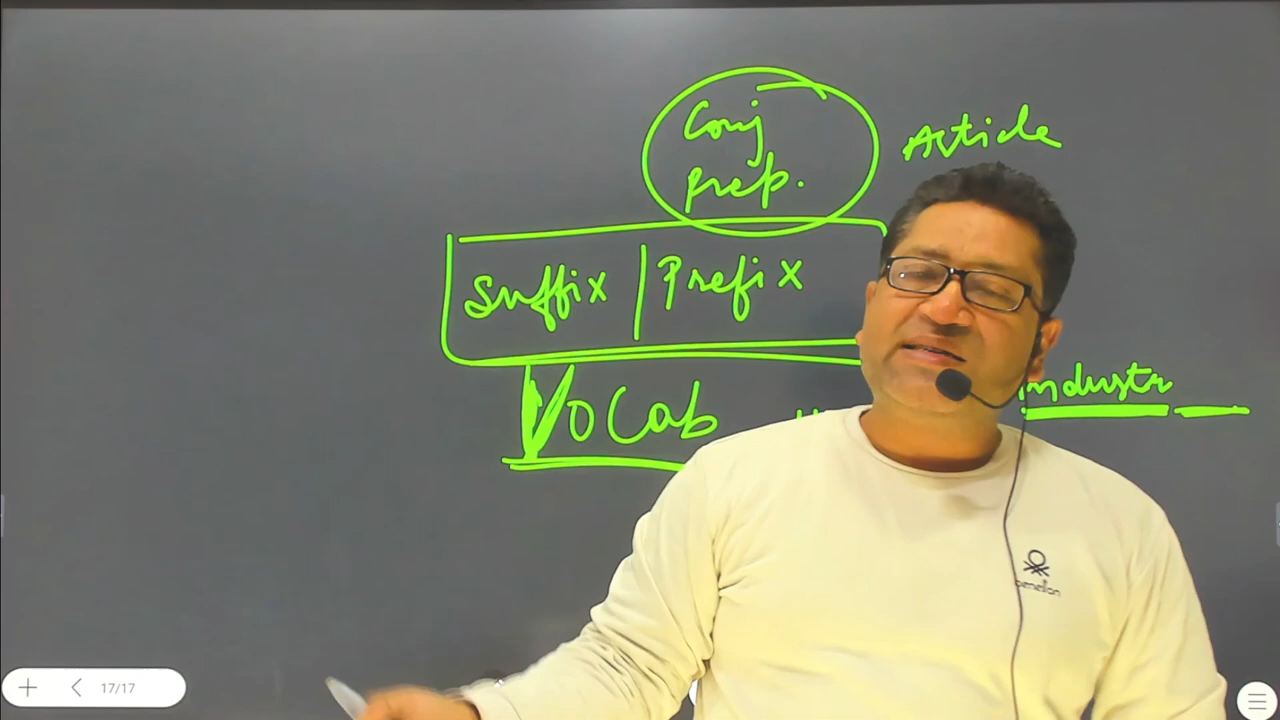 Conj
prep.
Article
Suffix | Prefix
Vocab
industr
benetton
17/17